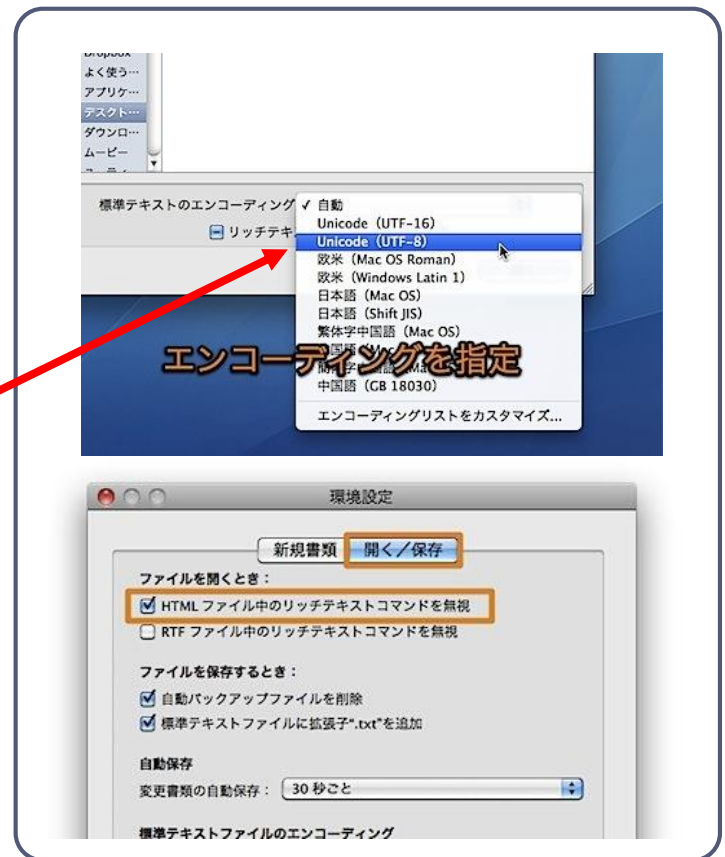 Dropbox
よく使う…
アプリケ…
デスクト…
ダウンロ…
ムービー
標準テキストのエンコーディング ✓ 自動
リッチテキ
Unicode（UTF-16）
Unicode（UTF-8）
欧米（Mac OS Roman）
欧米（Windows Latin 1）
日本語（Mac OS）
日本語（Shift JIS）
繁体字中国語（Mac OS）
エンコーディングを指定
中国語（GB 18030）
エンコーディングリストをカスタマイズ...
環境設定
新規書類 開く／保存
ファイルを開くとき：
HTML ファイル中のリッチテキストコマンドを無視
RTF ファイル中のリッチテキストコマンドを無視
ファイルを保存するとき：
自動バックアップファイルを削除
標準テキストファイルに拡張子“.txt”を追加
自動保存
変更書類の自動保存： 30 秒ごと
標準テキストファイルのエンコーディング